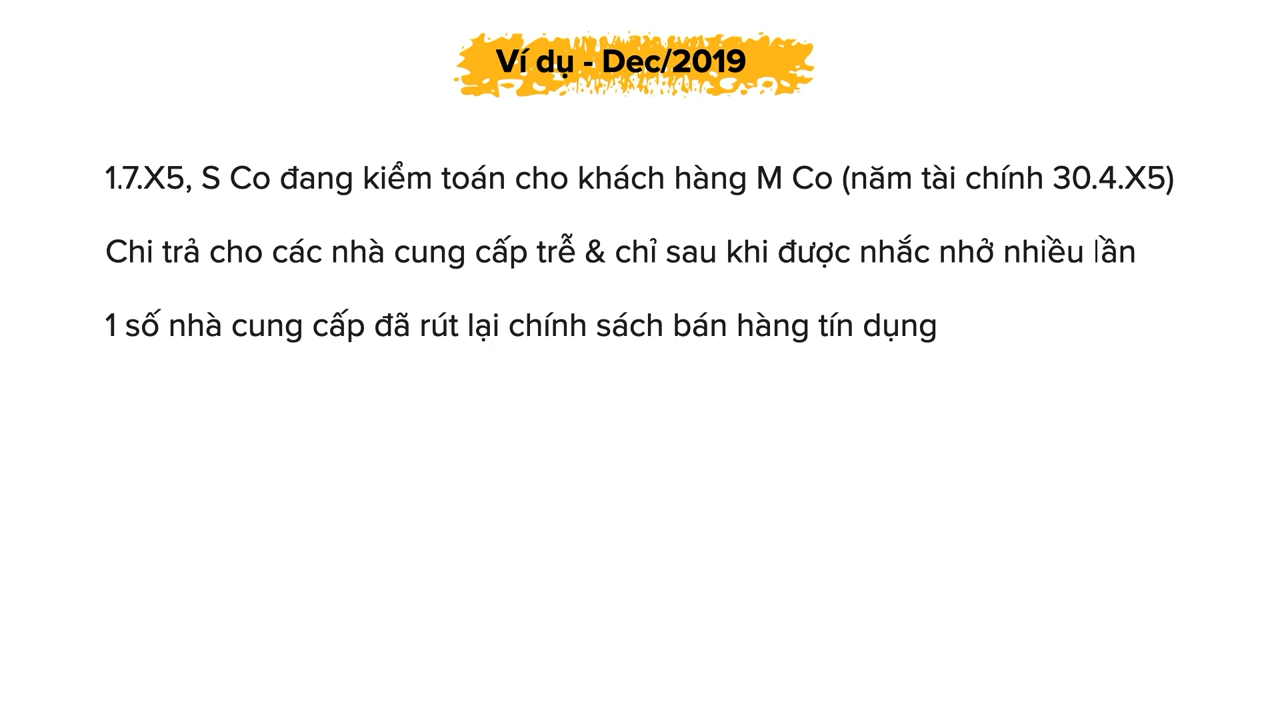 Ví dụ - Dec/2019
1.7.X5, S Co đang kiểm toán cho khách hàng M Co (năm tài chính 30.4.X5)
Chi trả cho các nhà cung cấp trễ & chỉ sau khi được nhắc nhở nhiều lần
1 số nhà cung cấp đã rút lại chính sách bán hàng tín dụng